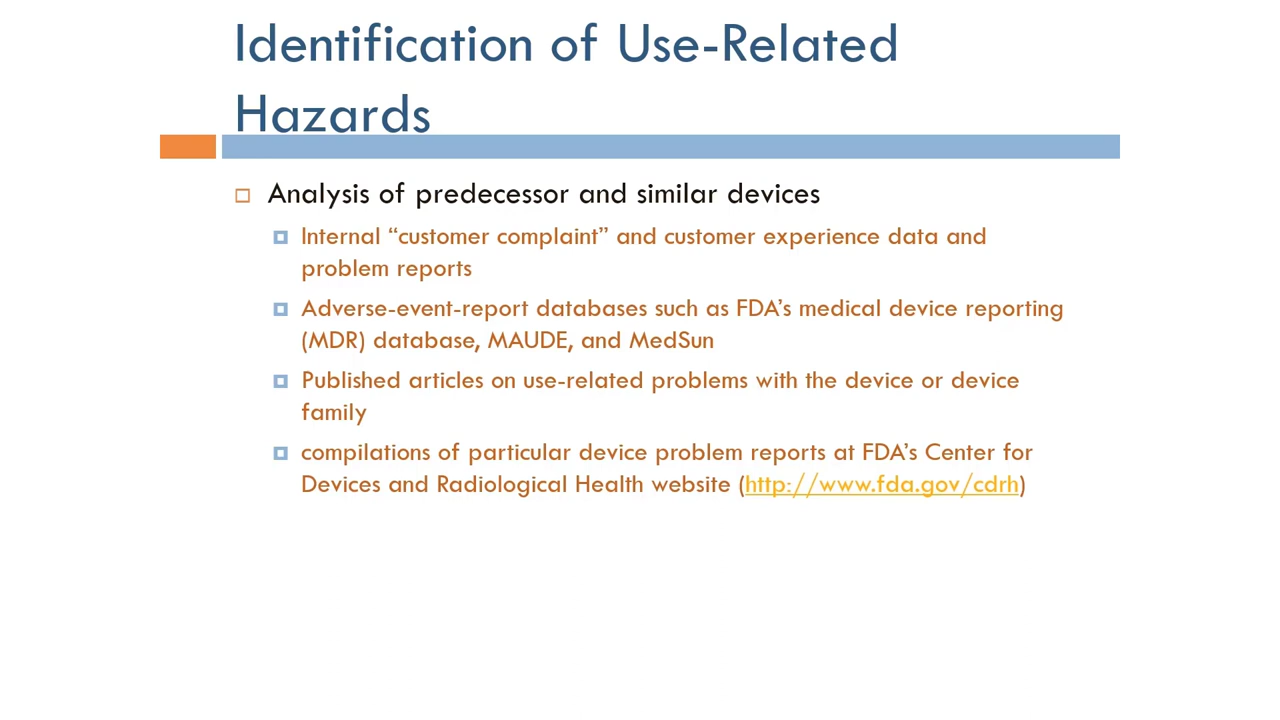 Identification of Use-Related
Hazards
Analysis of predecessor and similar devices
Internal “customer complaint” and customer experience data and
problem reports
Adverse-event-report databases such as FDA’s medical device reporting
(MDR) database, MAUDE, and MedSun
Published articles on use-related problems with the device or device
family
compilations of particular device problem reports at FDA’s Center for
Devices and Radiological Health website (http://www.fda.gov/cdrh)